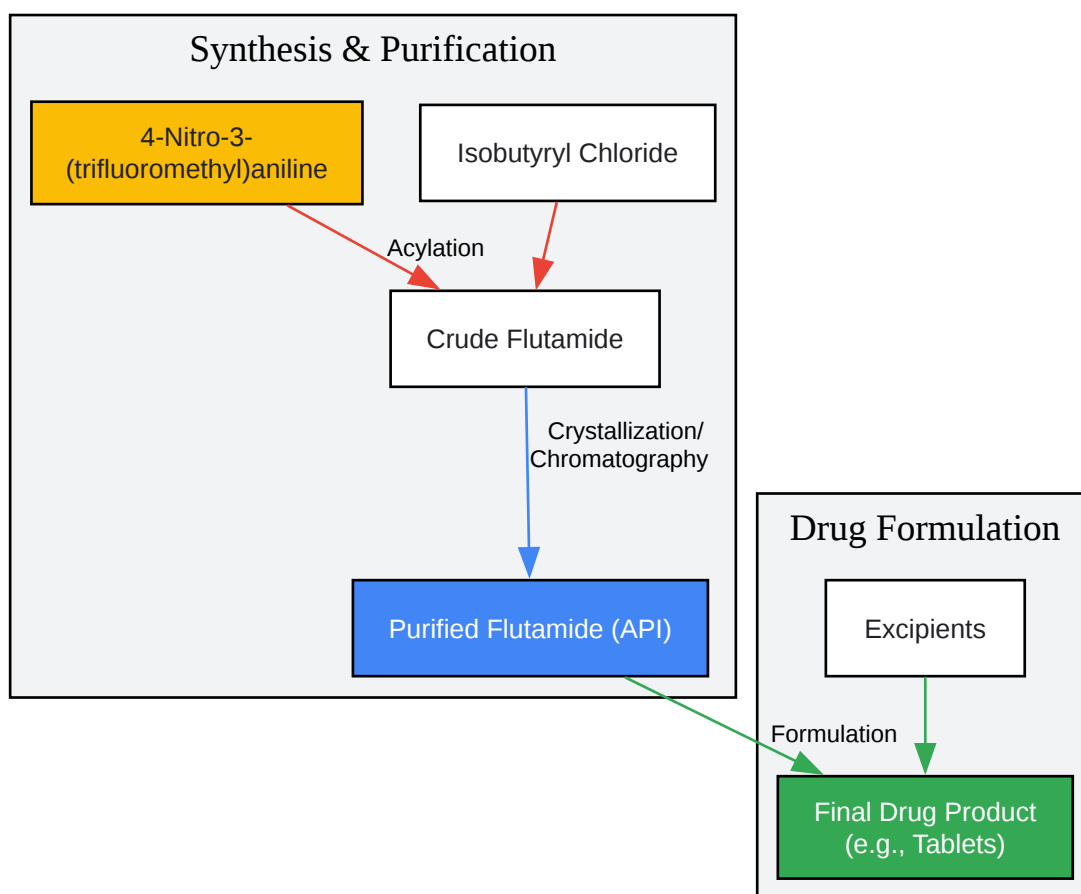 Synthesis & Purification
4-Nitro-3-
(trifluoromethyl)aniline
Isobutyryl Chloride
Acylation
Crude Flutamide
Crystallization/
Chromatography
Purified Flutamide (API)
Drug Formulation
Excipients
Formulation
Final Drug Product
(e.g., Tablets)